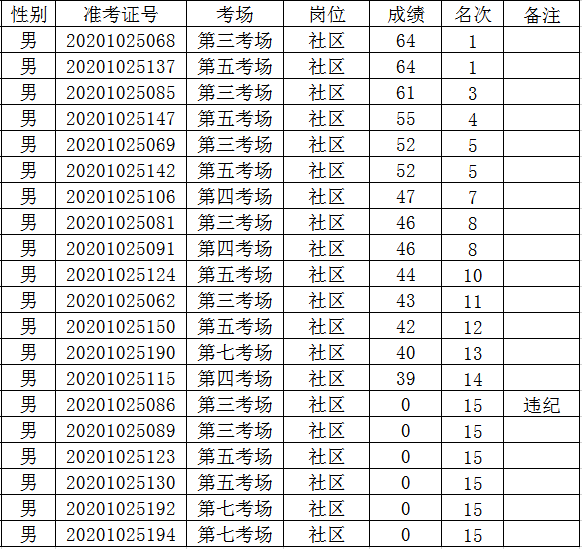 性别 准考证号 考场 岗位 成绩 名次 备注
男 20201025068 第三考场 社区 64 1
男 20201025137 第五考场 社区 64 1
男 20201025085 第三考场 社区 61 3
男 20201025147 第五考场 社区 55 4
男 20201025069 第三考场 社区 52 5
男 20201025142 第五考场 社区 52 5
男 20201025106 第四考场 社区 47 7
男 20201025081 第三考场 社区 46 8
男 20201025091 第四考场 社区 46 8
男 20201025124 第五考场 社区 44 10
男 20201025062 第三考场 社区 43 11
男 20201025150 第五考场 社区 42 12
男 20201025190 第七考场 社区 40 13
男 20201025115 第四考场 社区 39 14
男 20201025086 第三考场 社区 0 15 违纪
男 20201025089 第三考场 社区 0 15
男 20201025123 第五考场 社区 0 15
男 20201025130 第五考场 社区 0 15
男 20201025192 第七考场 社区 0 15
男 20201025194 第七考场 社区 0 15